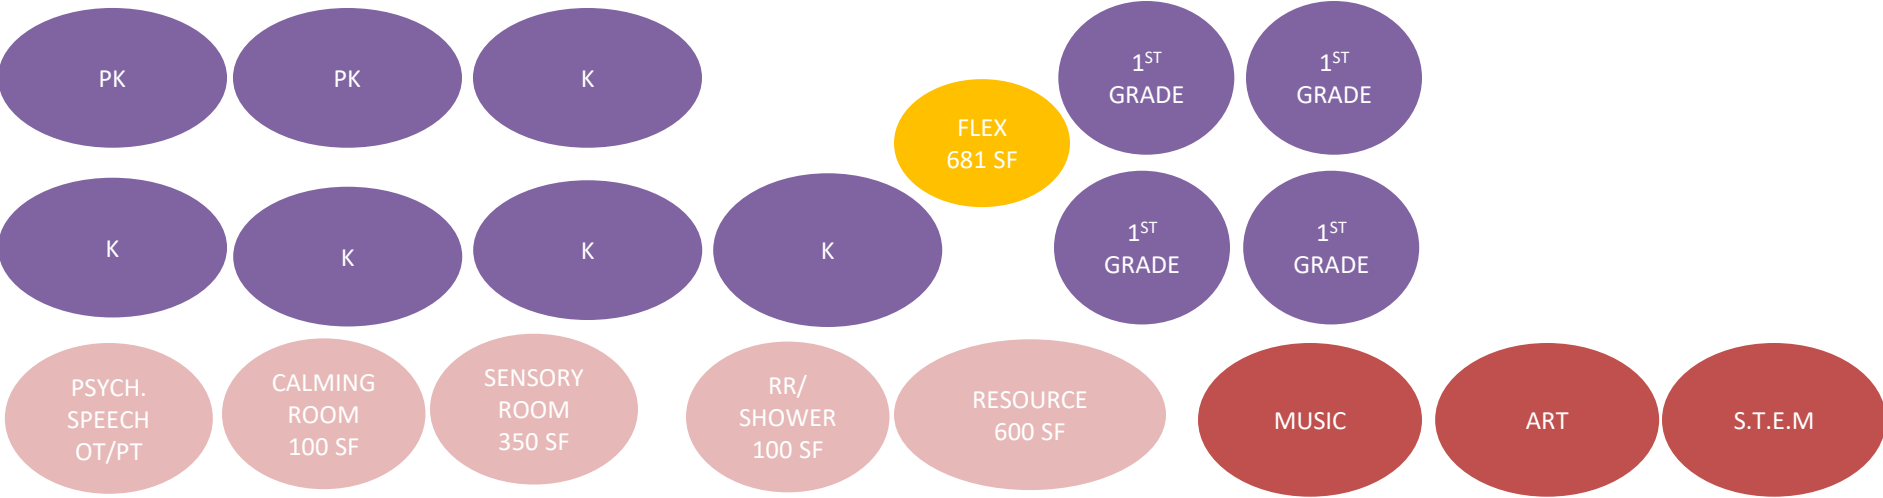 PK
PK
K
FLEX
681 SF
1ST
GRADE
1ST
GRADE
K
K
K
K
1ST
GRADE
1ST
GRADE
PSYCH.
SPEECH
OT/PT
CALMING
ROOM
100 SF
SENSORY
ROOM
350 SF
RR/
SHOWER
100 SF
RESOURCE
600 SF
MUSIC
ART
S.T.E.M